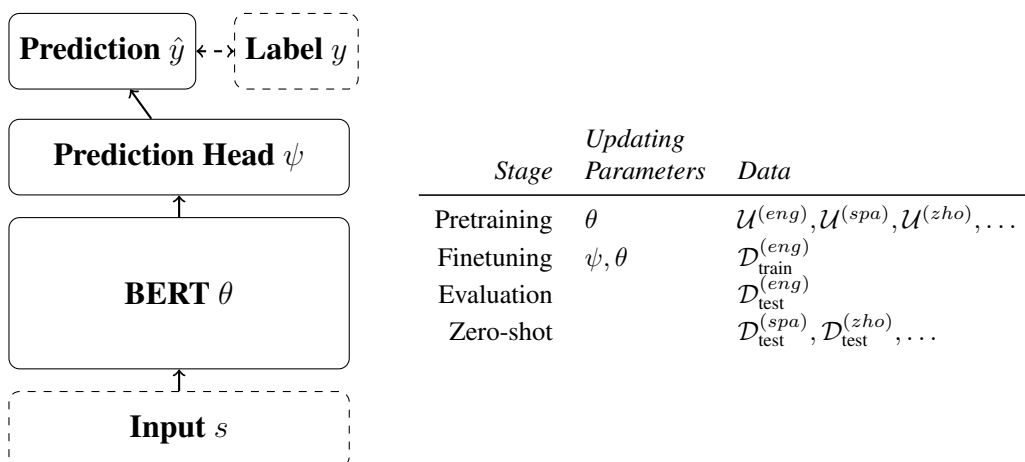 Prediction ŷ
Label y
Prediction Head ψ
BERT θ
Input s
Updating
Stage Parameters Data
Pretraining θ 𝒰^(eng), 𝒰^(spa), 𝒰^(zho), . . .
Finetuning ψ, θ 𝒟_train^(eng)
Evaluation 𝒟_test^(eng)
Zero-shot 𝒟_test^(spa), 𝒟_test^(zho), . . .